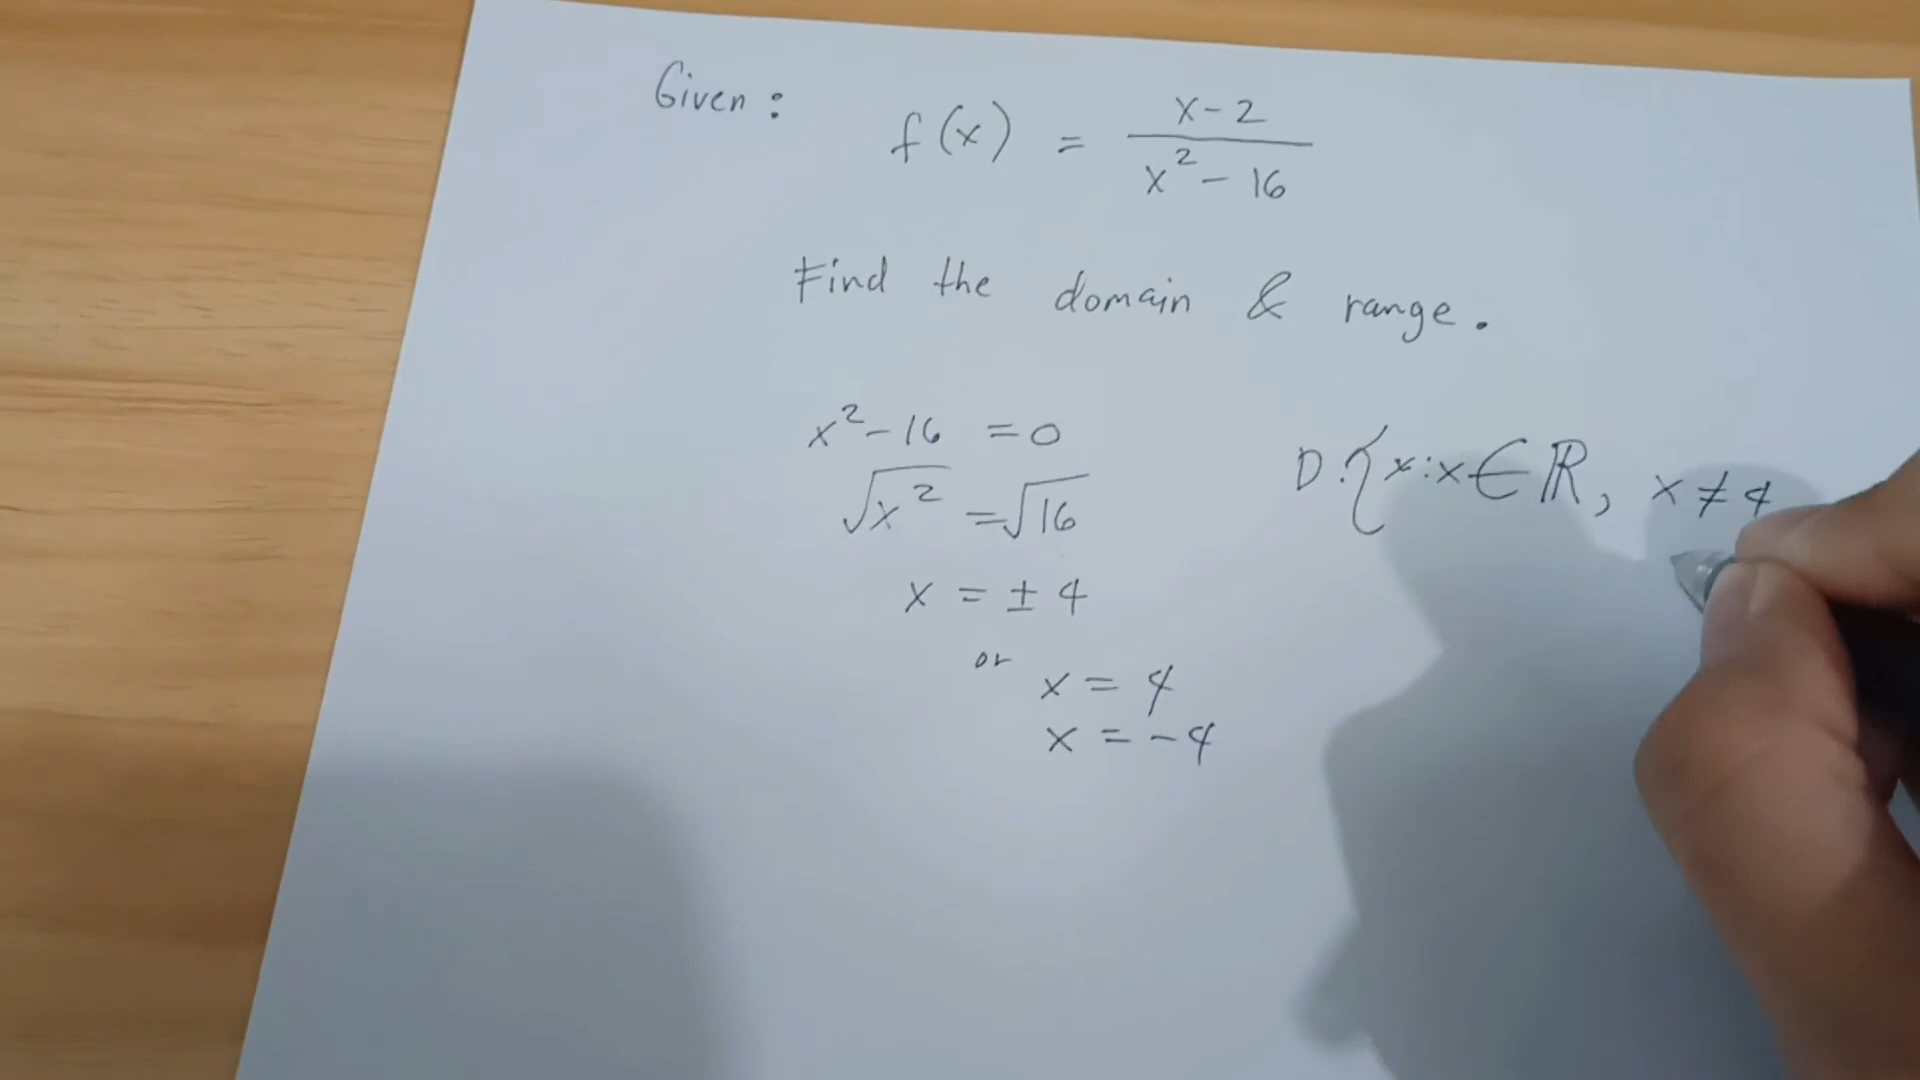 Given: f(x) = x-2 / x² - 16
Find the domain & range.
x² - 16 = 0
√x² = √16
x = ± 4
or x = 4
x = -4
D: {x:x∈ℝ, x≠4